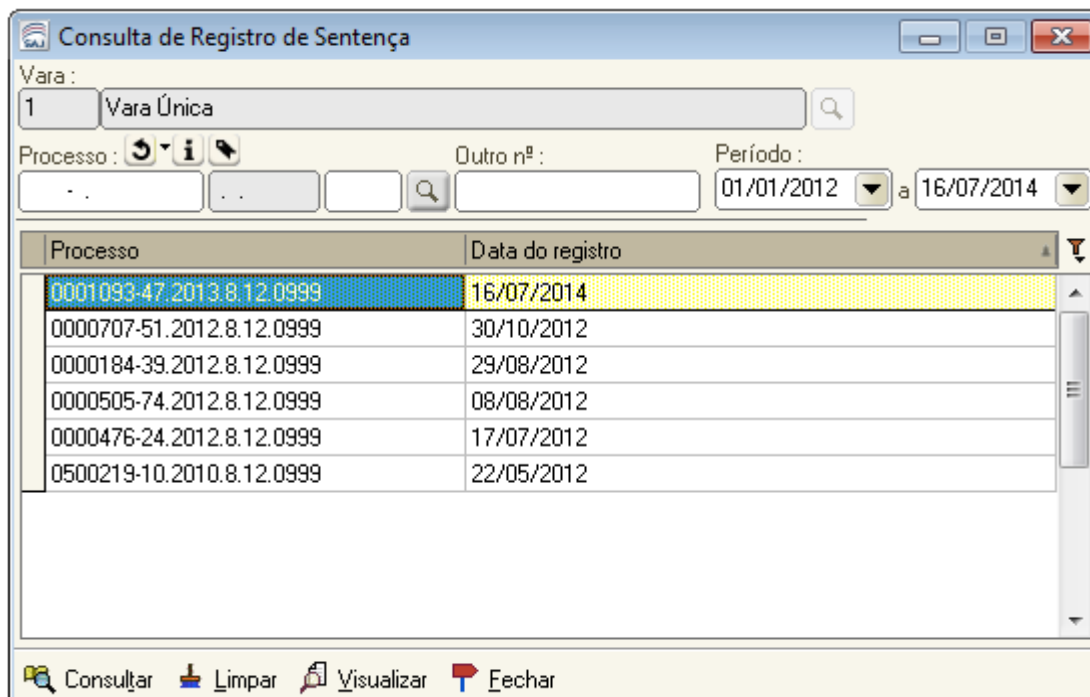 Consulta de Registro de Sentença
Vara :
1 Vara Única
Processo : Outro nº : Período :
- . . . 01/01/2012 a 16/07/2014
Processo Data do registro
0001093-47.2013.8.12.0999 16/07/2014
0000707-51.2012.8.12.0999 30/10/2012
0000184-39.2012.8.12.0999 29/08/2012
0000505-74.2012.8.12.0999 08/08/2012
0000476-24.2012.8.12.0999 17/07/2012
0500219-10.2010.8.12.0999 22/05/2012
Consultar Limpar Visualizar Fechar